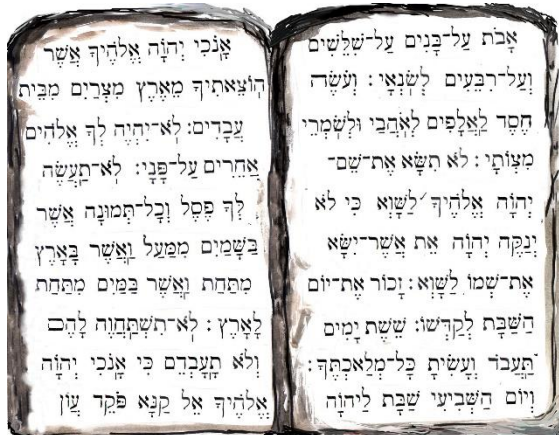 אָנֹכִי יְהוָֹה אֱלֹהֶיךָ אֲשֶׁר
הוֹצֵאתִיךָ מֵאֶרֶץ מִצְרַיִם מִבֵּית
עֲבָדִים: לֹא־יִהְיֶה לְךָ אֱלֹהִים
אֲחֵרִים עַל־פָּנָי: לֹא־תַעֲשֶׂה
לְּךָ פֶסֶל וְכָל־תְּמוּנָה אֲשֶׁר
בַּשָּׁמַיִם מִמַּעַל וַאֲשֶׁר בָּאָרֶץ
מִתַּחַת וַאֲשֶׁר בַּמַּיִם מִתַּחַת
לָאָרֶץ: לֹא־תִשְׁתַּחֲוֶה לָהֶם
וְלֹא תָעָבְדֵם כִּי אָנֹכִי יְהוָֹה
אֱלֹהֶיךָ אֵל קַנָּא פֹּקֵד עֲוֹן
אָבֹת עַל־בָּנִים עַל־שִׁלֵּשִׁים
וְעַל־רִבֵּעִים לְשֹׂנְאָי: וְעֹשֶׂה
חֶסֶד לַאֲלָפִים לְאֹהֲבַי וּלְשֹׁמְרֵי
מִצְוֹתָי: לֹא תִשָּׂא אֶת־שֵׁם־
יְהוָֹה אֱלֹהֶיךָ לַשָּׁוְא כִּי לֹא
יְנַקֶּה יְהוָֹה אֵת אֲשֶׁר־יִשָּׂא
אֶת־שְׁמוֹ לַשָּׁוְא: זָכוֹר אֶת־יוֹם
הַשַּׁבָּת לְקַדְּשׁוֹ: שֵׁשֶׁת יָמִים
תַּעֲבֹד וְעָשִׂיתָ כָּל־מְלַאכְתֶּךָ:
וְיוֹם הַשְּׁבִיעִי שַׁבָּת לַיהוָֹה